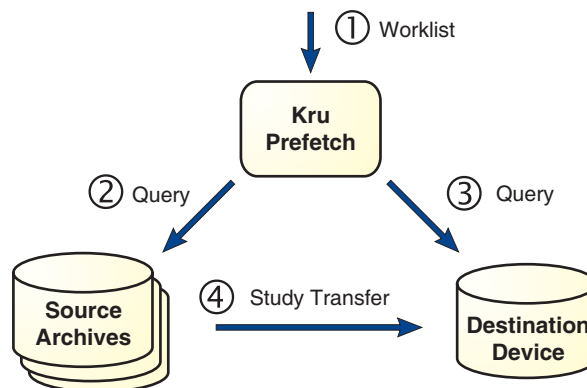 ① Worklist
Kru
Prefetch
② Query
③ Query
Source
Archives
④ Study Transfer
Destination
Device